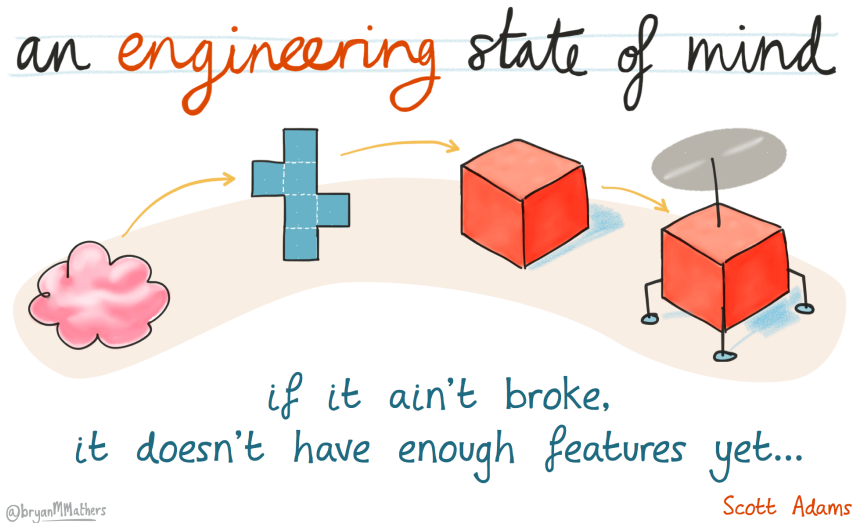 an engineering state of mind
if it ain't broke,
it doesn't have enough features yet...
Scott Adams
@bryanMMathers